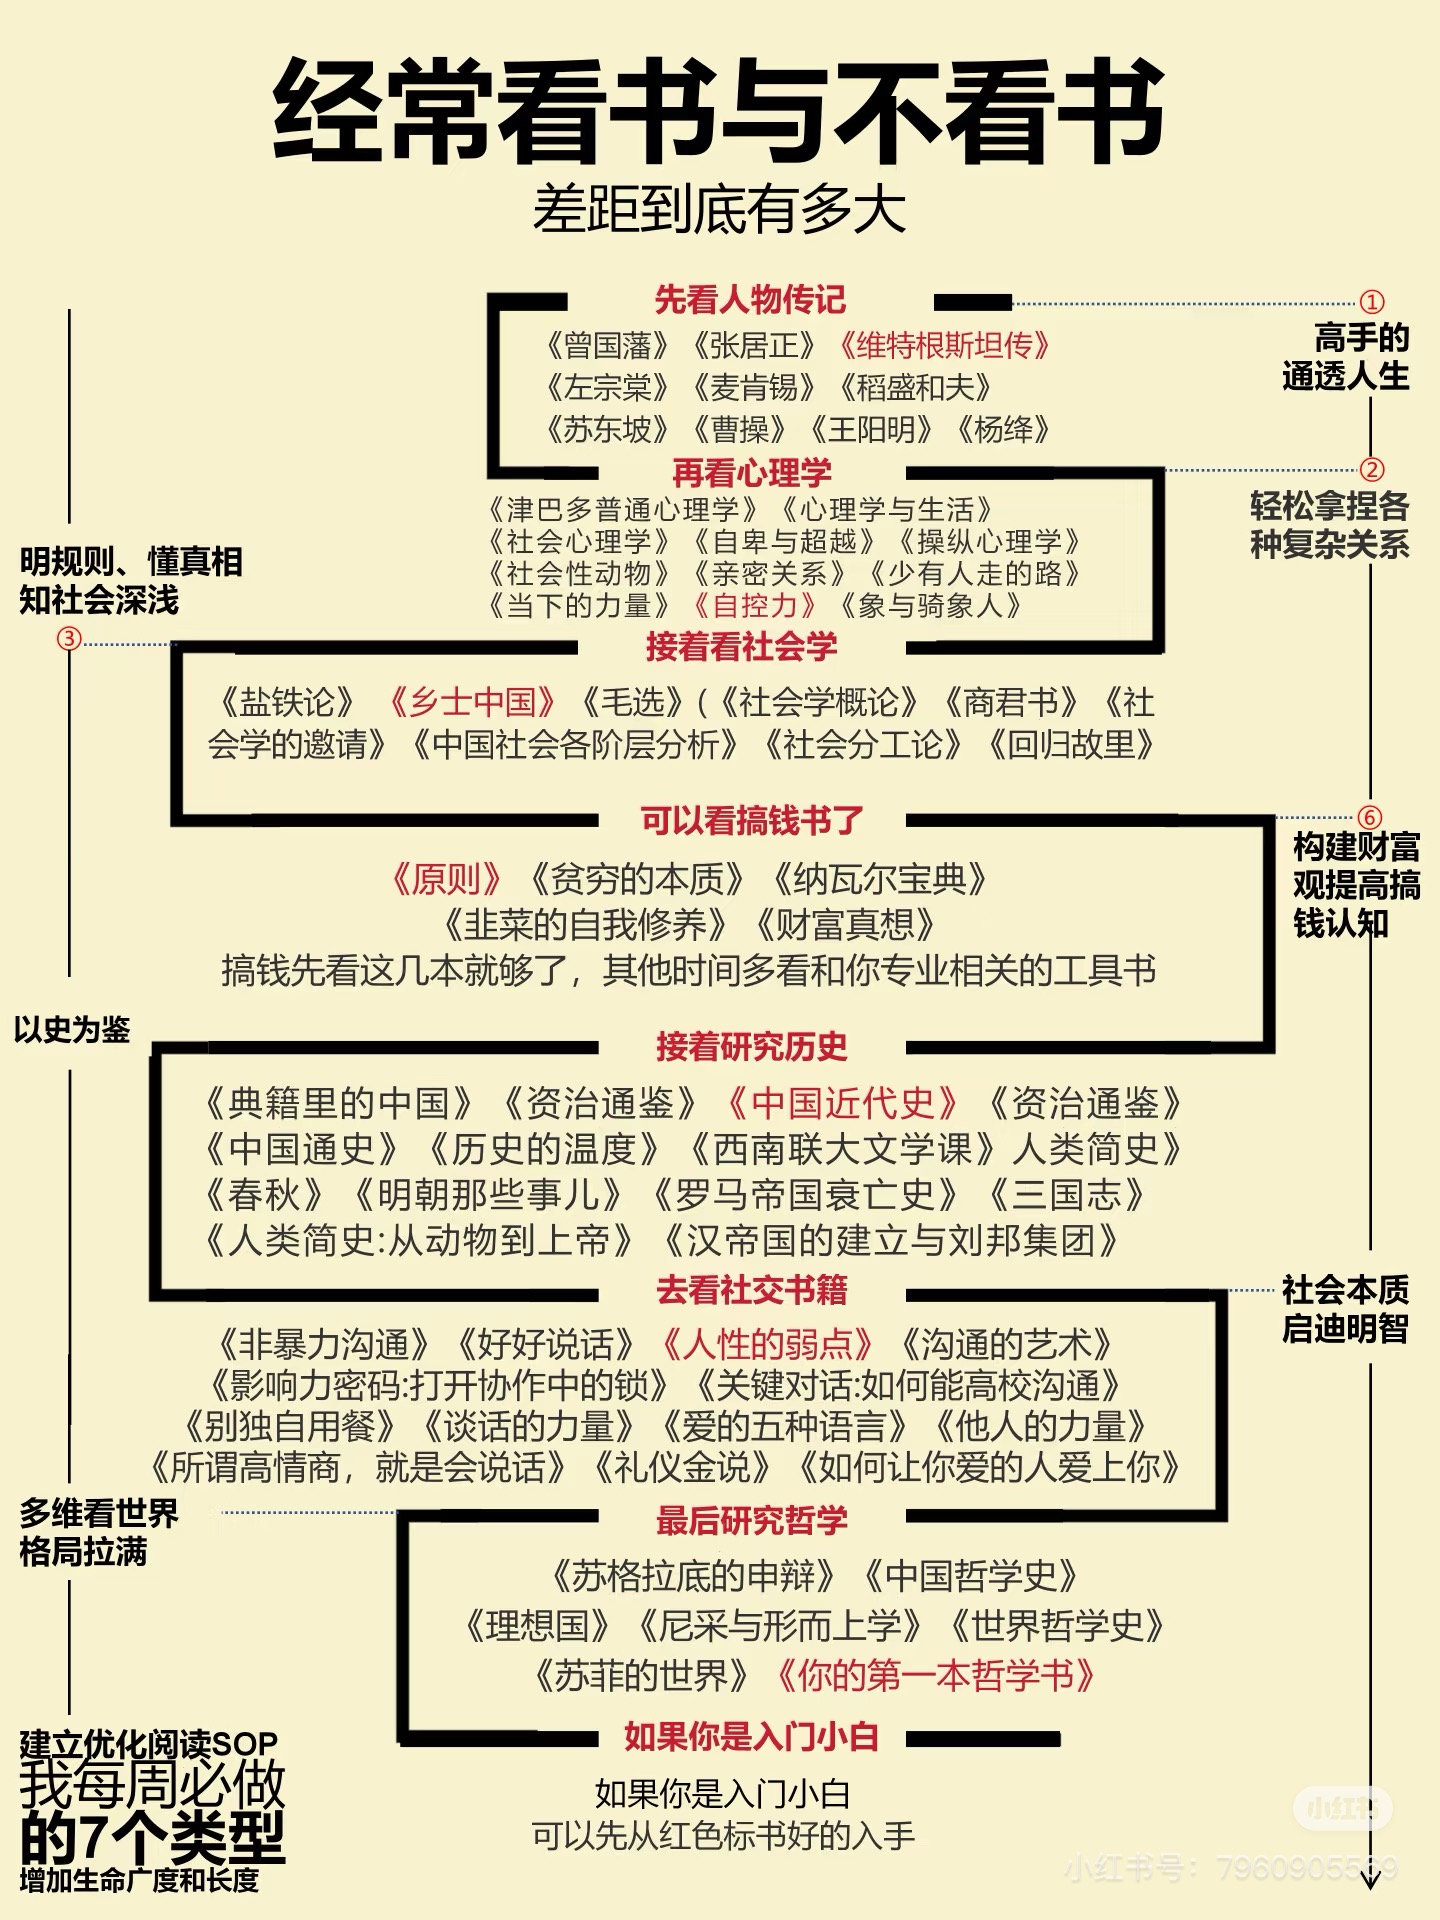 经常看书与不看书
差距到底有多大
先看人物传记
《曾国藩》《张居正》《维特根斯坦传》
《左宗棠》《麦肯锡》《稻盛和夫》
《苏东坡》《曹操》《王阳明》《杨绛》
①
高手的
通透人生
再看心理学
《津巴多普通心理学》《心理学与生活》
《社会心理学》《自卑与超越》《操纵心理学》
《社会性动物》《亲密关系》《少有人走的路》
《当下的力量》《自控力》《象与骑象人》
②
轻松拿捏各
种复杂关系
明规则、懂真相
知社会深浅
③
接着看社会学
《盐铁论》《乡士中国》《毛选》(《社会学概论》《商君书》《社
会学的邀请》《中国社会各阶层分析》《社会分工论》《回归故里》
可以看搞钱书了
《原则》《贫穷的本质》《纳瓦尔宝典》
《韭菜的自我修养》《财富真想》
搞钱先看这几本就够了，其他时间多看和你专业相关的工具书
⑥
构建财富
观提高搞
钱认知
以史为鉴
接着研究历史
《典籍里的中国》《资治通鉴》《中国近代史》《资治通鉴》
《中国通史》《历史的温度》《西南联大文学课》人类简史》
《春秋》《明朝那些事儿》《罗马帝国衰亡史》《三国志》
《人类简史:从动物到上帝》《汉帝国的建立与刘邦集团》
去看社交书籍
《非暴力沟通》《好好说话》《人性的弱点》《沟通的艺术》
《影响力密码:打开协作中的锁》《关键对话:如何能高校沟通》
《别独自用餐》《谈话的力量》《爱的五种语言》《他人的力量》
《所谓高情商，就是会说话》《礼仪金说》《如何让你爱的人爱上你》
社会本质
启迪明智
多维看世界
格局拉满
最后研究哲学
《苏格拉底的申辩》《中国哲学史》
《理想国》《尼采与形而上学》《世界哲学史》
《苏菲的世界》《你的第一本哲学书》
如果你是入门小白
如果你是入门小白
可以先从红色标书好的入手
建立优化阅读SOP
我每周必做
的7个类型
增加生命广度和长度
小红书
小红书号：7960905569